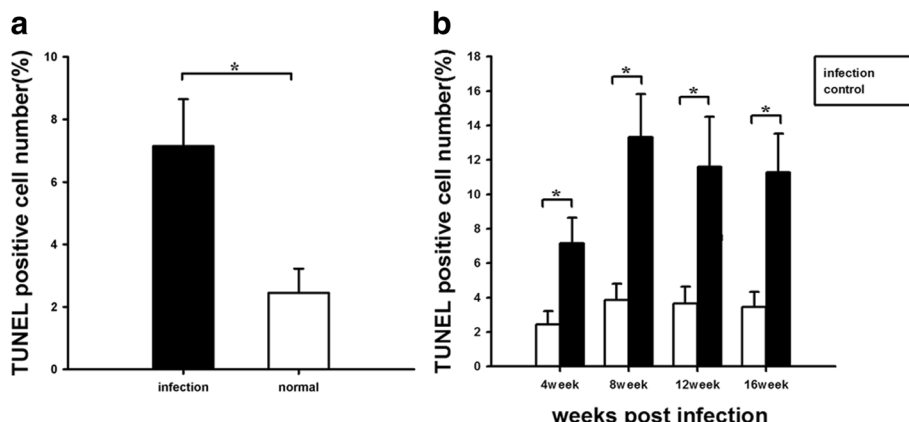 a
TUNEL positive cell number(%)
10
8
6
4
2
0
*
infection
normal
b
TUNEL positive cell number(%)
18
16
14
12
10
8
6
4
2
0
*
*
*
*
4week
8week
12week
16week
weeks post infection
infection
control